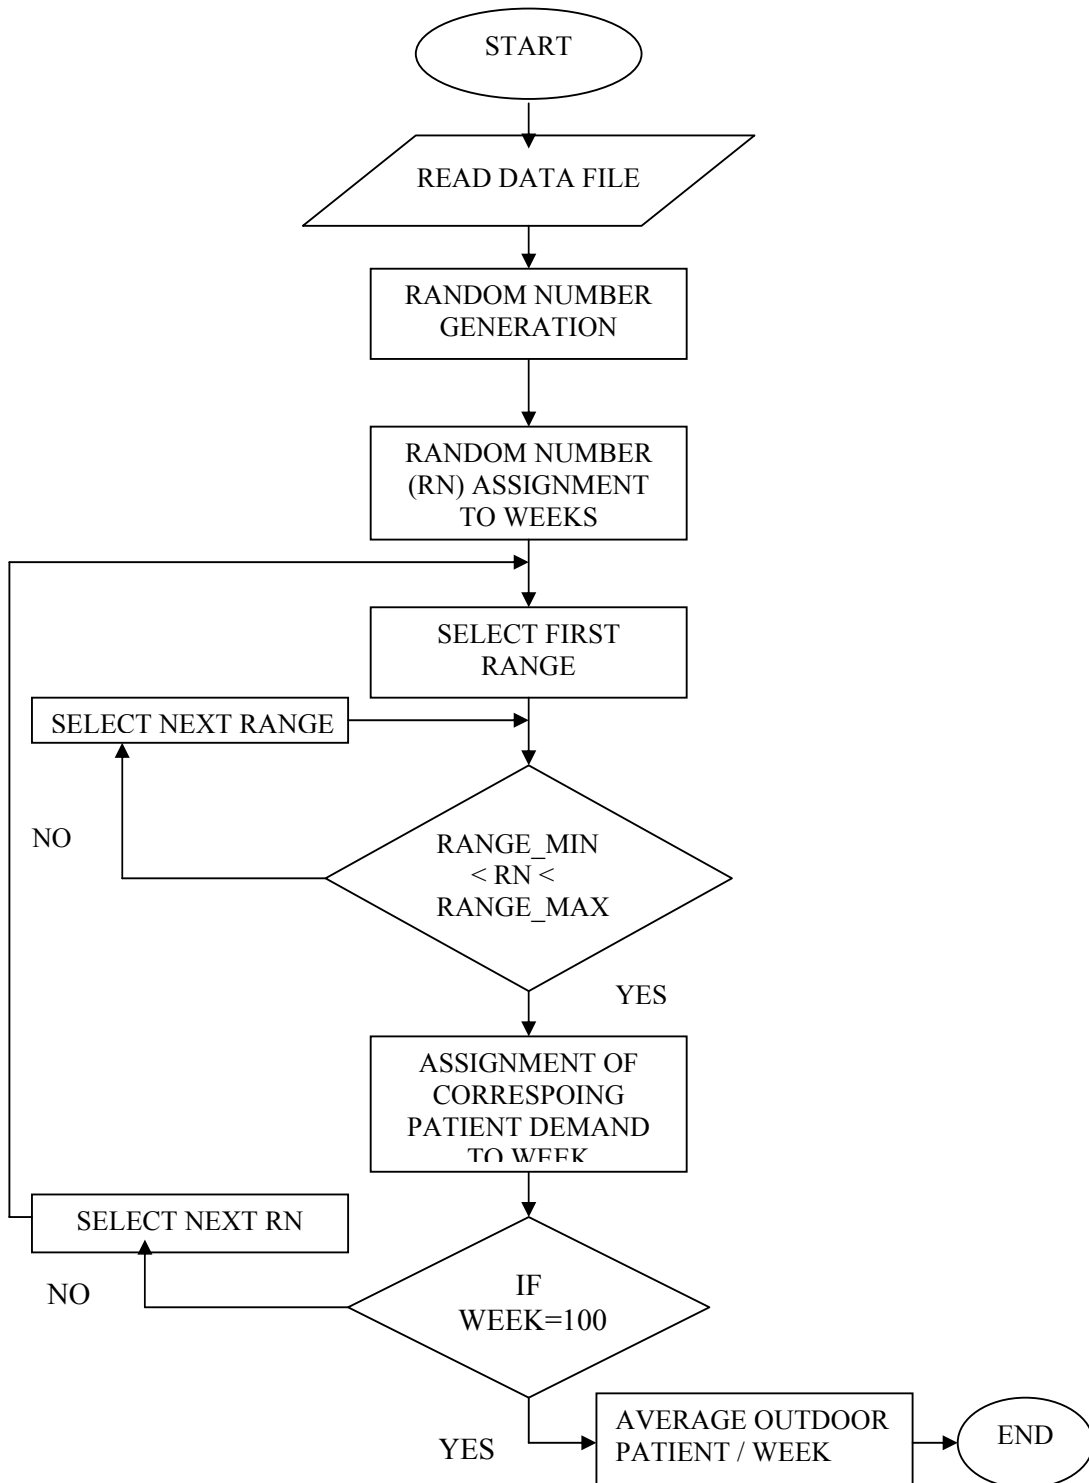 START
READ DATA FILE
RANDOM NUMBER
GENERATION
RANDOM NUMBER
(RN) ASSIGNMENT
TO WEEKS
SELECT FIRST
RANGE
SELECT NEXT RANGE
NO
RANGE_MIN
< RN <
RANGE_MAX
YES
ASSIGNMENT OF
CORRESPOING
PATIENT DEMAND
TO WEEK
SELECT NEXT RN
NO
IF
WEEK=100
YES
AVERAGE OUTDOOR
PATIENT / WEEK
END